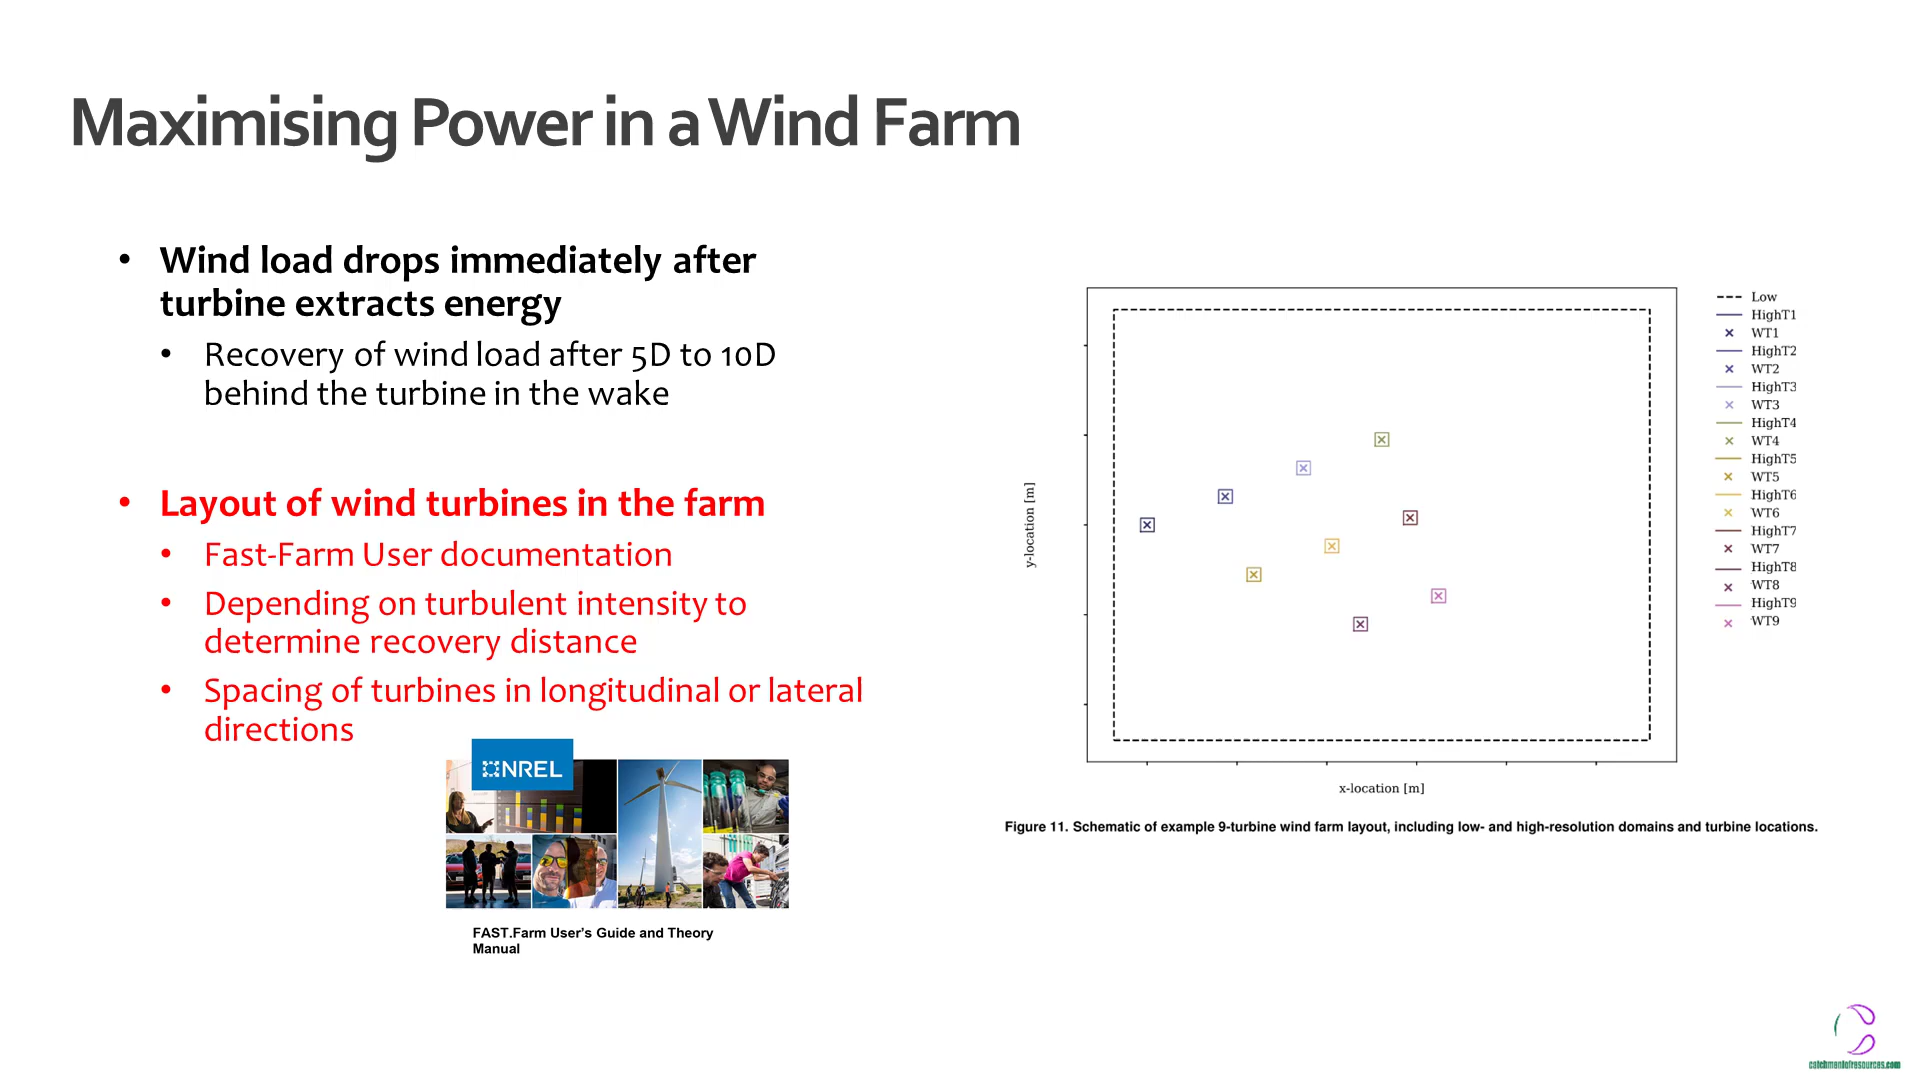 Maximising Power in a Wind Farm
• Wind load drops immediately after
turbine extracts energy
• Recovery of wind load after 5D to 10D
behind the turbine in the wake
• Layout of wind turbines in the farm
• Fast-Farm User documentation
• Depending on turbulent intensity to
determine recovery distance
• Spacing of turbines in longitudinal or lateral
directions
NREL
FAST.Farm User's Guide and Theory
Manual
y-location [m]
x-location [m]
Low
HighT1
WT1
HighT2
WT2
HighT3
WT3
HighT4
WT4
HighT5
WT5
HighT6
WT6
HighT7
WT7
HighT8
WT8
HighT9
WT9
Figure 11. Schematic of example 9-turbine wind farm layout, including low- and high-resolution domains and turbine locations.
catchmentofresources.com